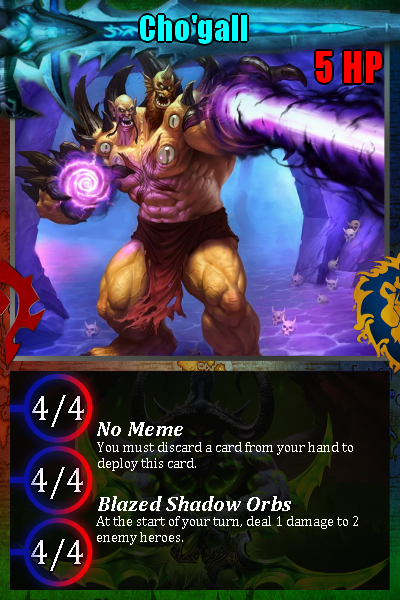 Cho'gall
5 HP
4/4
No Meme
You must discard a card from your hand to
deploy this card.
4/4
Blazed Shadow Orbs
At the start of your turn, deal 1 damage to 2
enemy heroes.
4/4